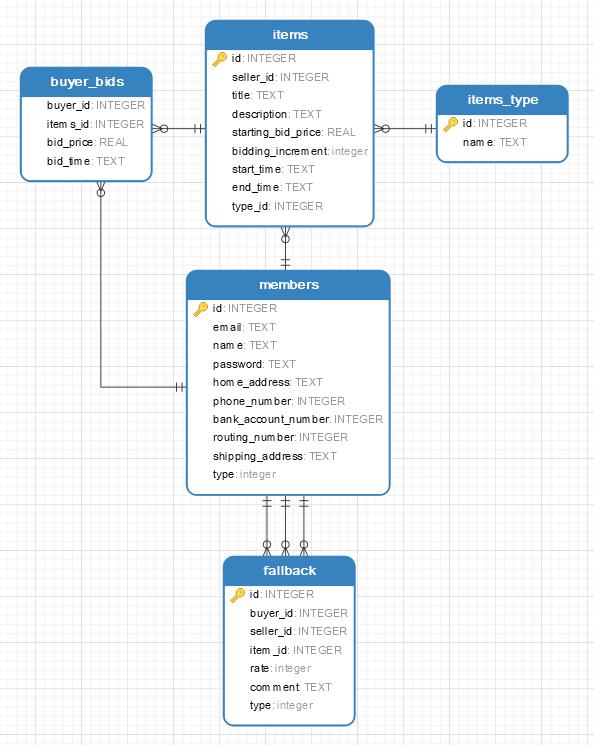 items
id: INTEGER
seller_id: INTEGER
title: TEXT
description: TEXT
starting_bid_price: REAL
bidding_increment: integer
start_time: TEXT
end_time: TEXT
type_id: INTEGER
buyer_bids
buyer_id: INTEGER
items_id: INTEGER
bid_price: REAL
bid_time: TEXT
items_type
id: INTEGER
name: TEXT
members
id: INTEGER
email: TEXT
name: TEXT
password: TEXT
home_address: TEXT
phone_number: INTEGER
bank_account_number: INTEGER
routing_number: INTEGER
shipping_address: TEXT
type: integer
fallback
id: INTEGER
buyer_id: INTEGER
seller_id: INTEGER
item_id: INTEGER
rate: integer
comment: TEXT
type: integer